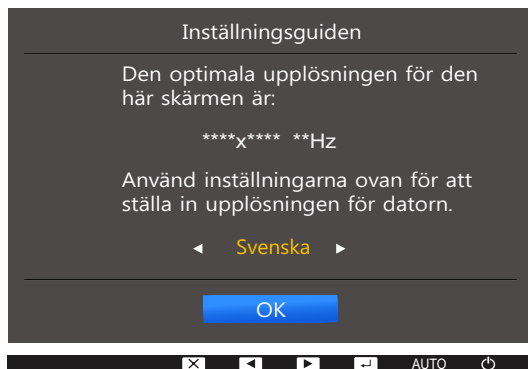 Inställningsguiden
Den optimala upplösningen för den
här skärmen är:
****x**** **Hz
Använd inställningarna ovan för att
ställa in upplösningen för datorn.
Svenska
OK
AUTO